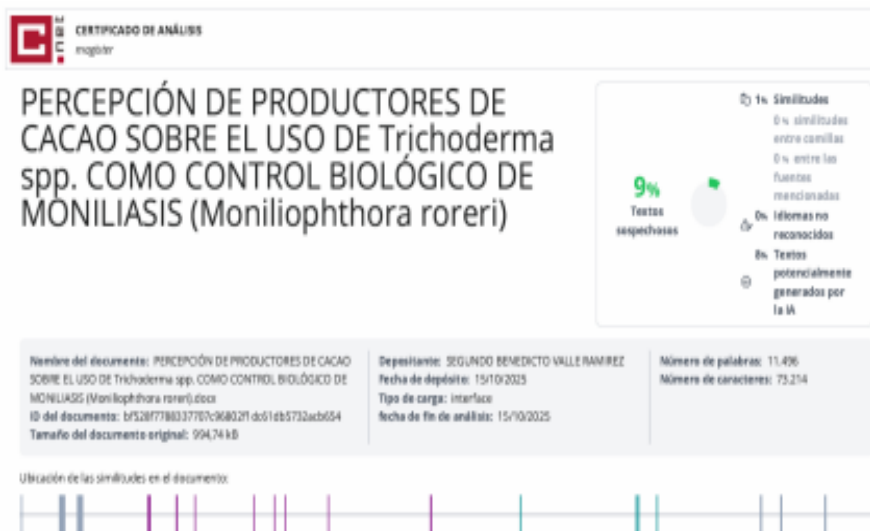 CERTIFICADO DE ANÁLISIS
magister
PERCEPCIÓN DE PRODUCTORES DE
CACAO SOBRE EL USO DE Trichoderma
spp. COMO CONTROL BIOLÓGICO DE
MONILIASIS (Moniliophthora roreri)
9%
Textos
sospechosos
1% Similitudes
0% similitudes
entre comillas
0% entre las
fuentes
mencionadas
0% Idiomas no
reconocidos
8% Textos
potencialmente
generados por
la IA
Nombre del documento: PERCEPCIÓN DE PRODUCTORES DE CACAO
SOBRE EL USO DE Trichoderma spp. COMO CONTROL BIOLÓGICO DE
MONILIASIS (Moniliophthora roreri).docx
ID del documento:
Tamaño del documento original: 994,74 kB
Depositante: SEGUNDO BENEDICTO VALLE RAMIREZ
Fecha de depósito: 15/10/2025
Tipo de carga: interface
fecha de fin de análisis: 15/10/2025
Número de palabras: 11.496
Número de caracteres: 73.214
Ubicación de las similitudes en el documento: